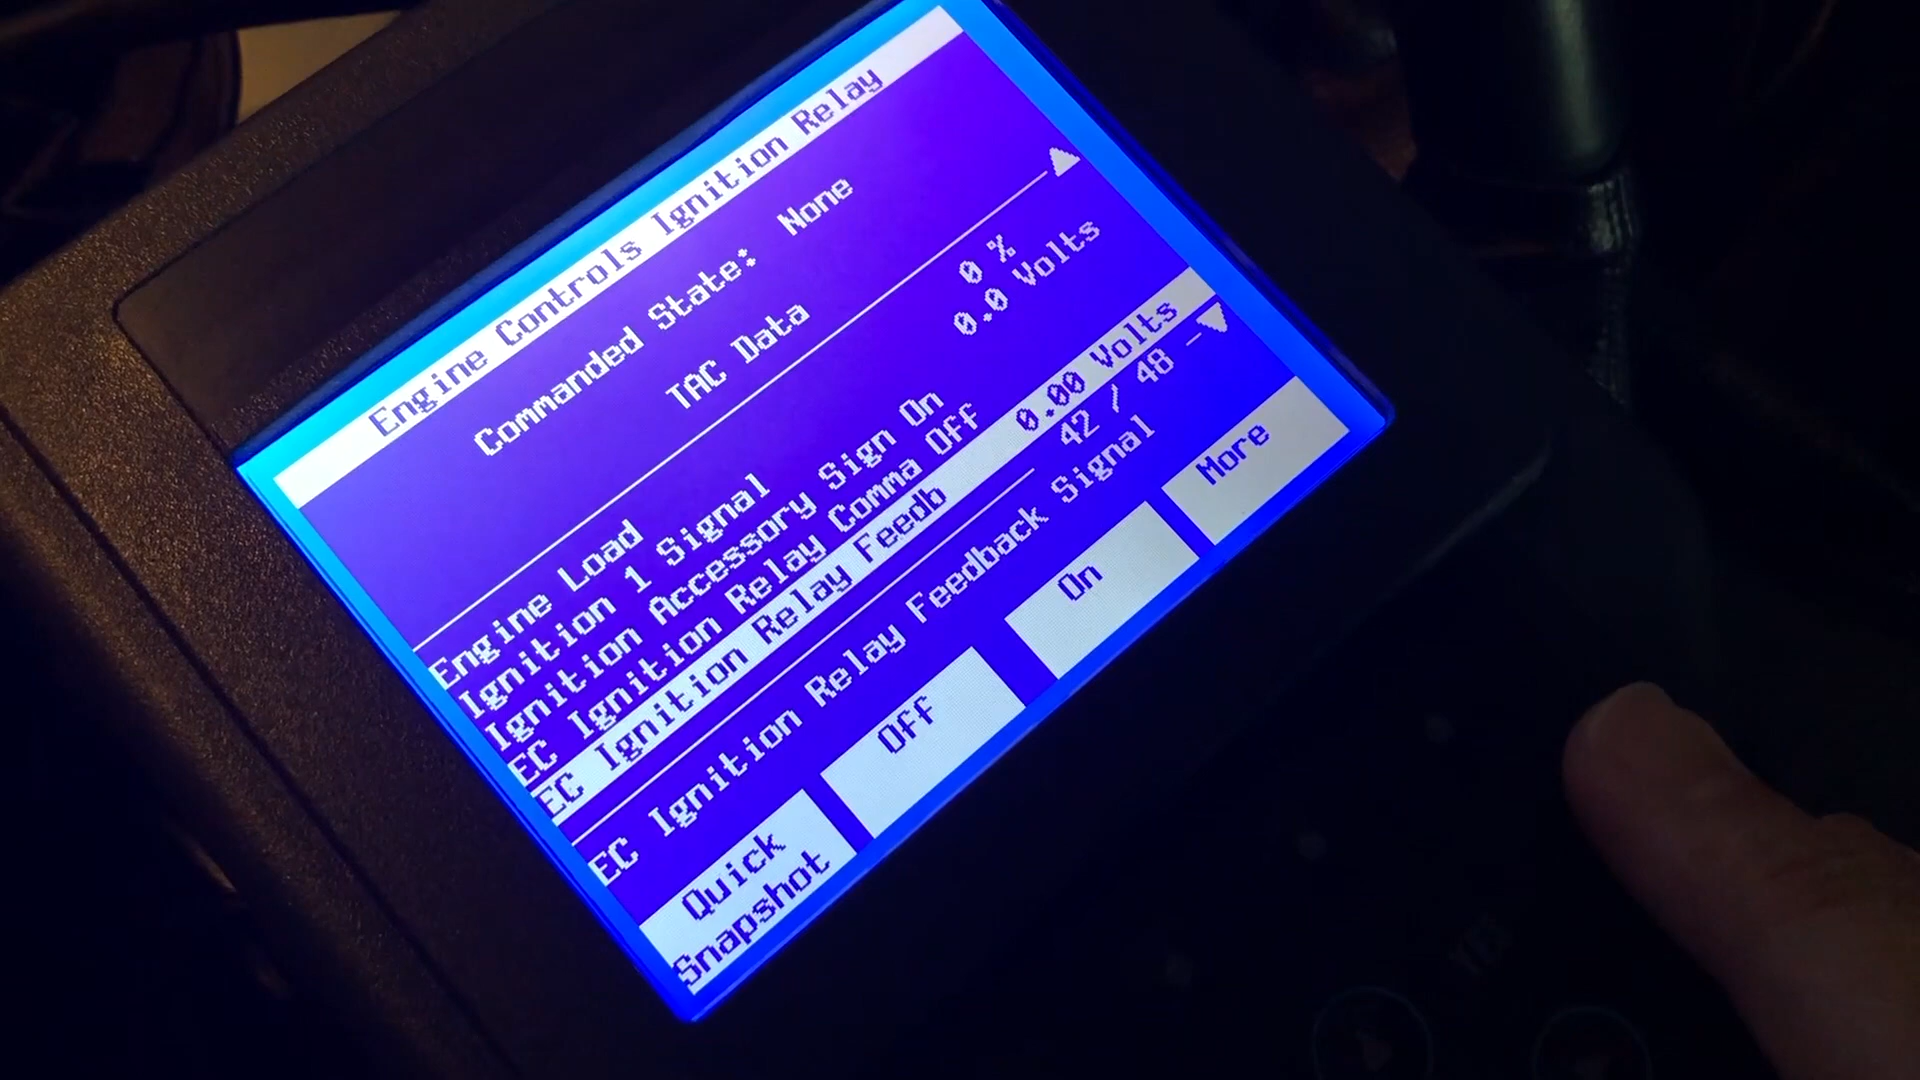 Engine Controls Ignition Relay
Commanded State: None
TAC Data
Engine Load 0 %
Ignition 1 Signal 0.0 Volts
Ignition Accessory Sign On
EC Ignition Relay Comma Off
EC Ignition Relay Feedb 0.00 Volts
42 / 48
EC Ignition Relay Feedback Signal
Quick Snapshot
Off
On
More